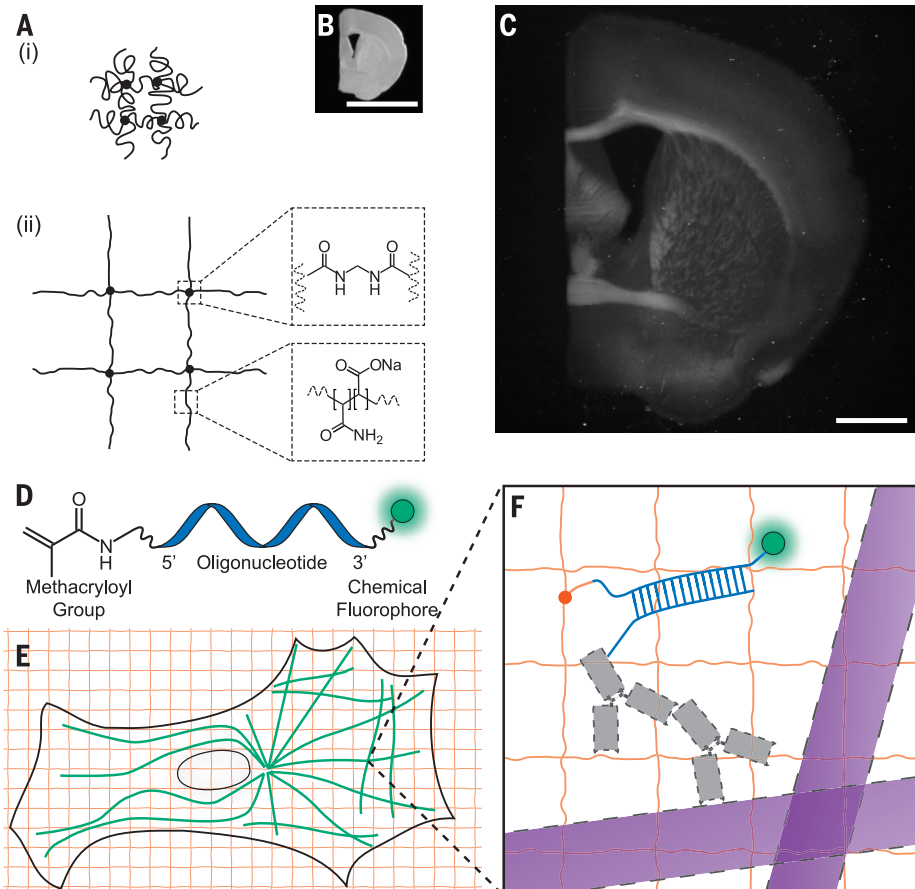 A
(i)
B
C
(ii)
O
O
N
H
N
H
O
ONa
O
NH2
D
O
N
H
5’
Oligonucleotide
3’
Methacryloyl
Group
Chemical
Fluorophore
E
F